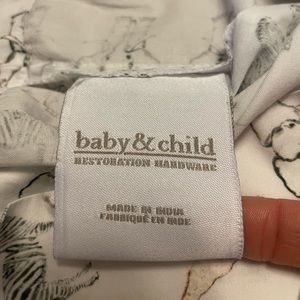 baby&child
RESTORATION HARDWARE
MADE IN INDIA
FABRIQUÉ EN INDE